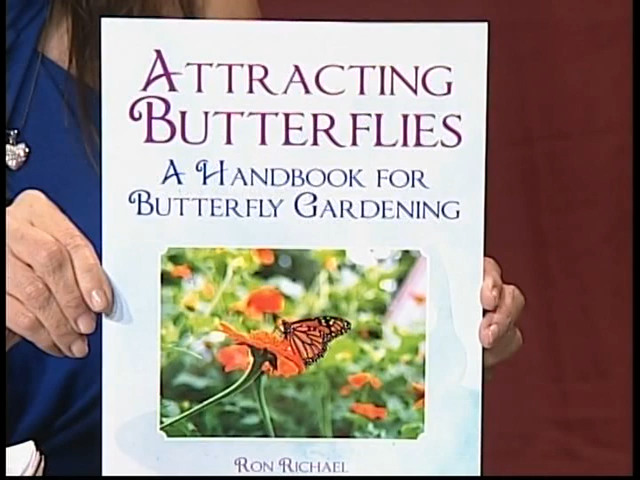 ATTRACTING
BUTTERFLIES
A HANDBOOK FOR
BUTTERFLY GARDENING
RON RICHAEL